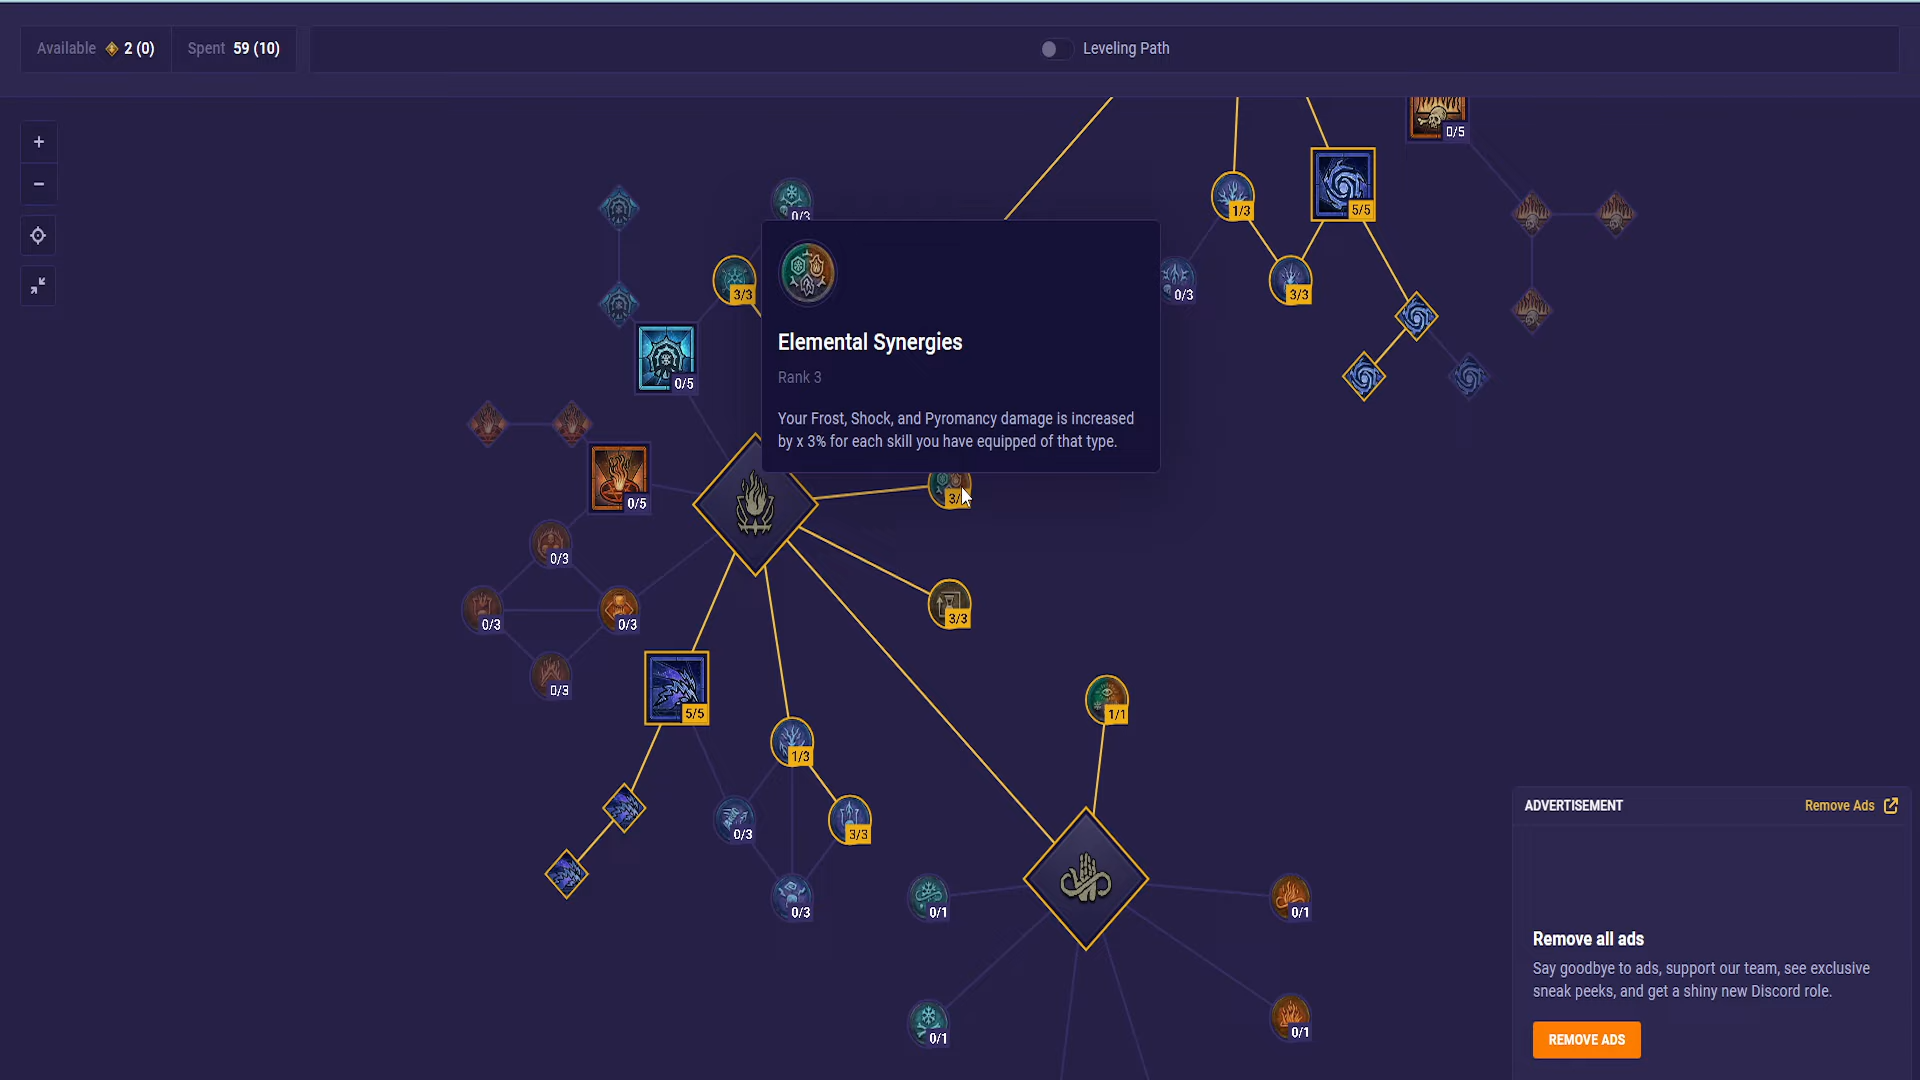 Available 2 (0) Spent 59 (10) Leveling Path
+
−
0/5
0/3
1/3
5/5
3/3
0/3
3/3
Elemental Synergies
Rank 3
Your Frost, Shock, and Pyromancy damage is increased
by x 3% for each skill you have equipped of that type.
0/5
0/5
3/
0/3
0/3
0/3
3/3
0/3
5/5
1/3
1/1
0/3
3/3
0/3
0/1
0/1
0/1
0/1
ADVERTISEMENT Remove Ads
Remove all ads
Say goodbye to ads, support our team, see exclusive
sneak peeks, and get a shiny new Discord role.
REMOVE ADS